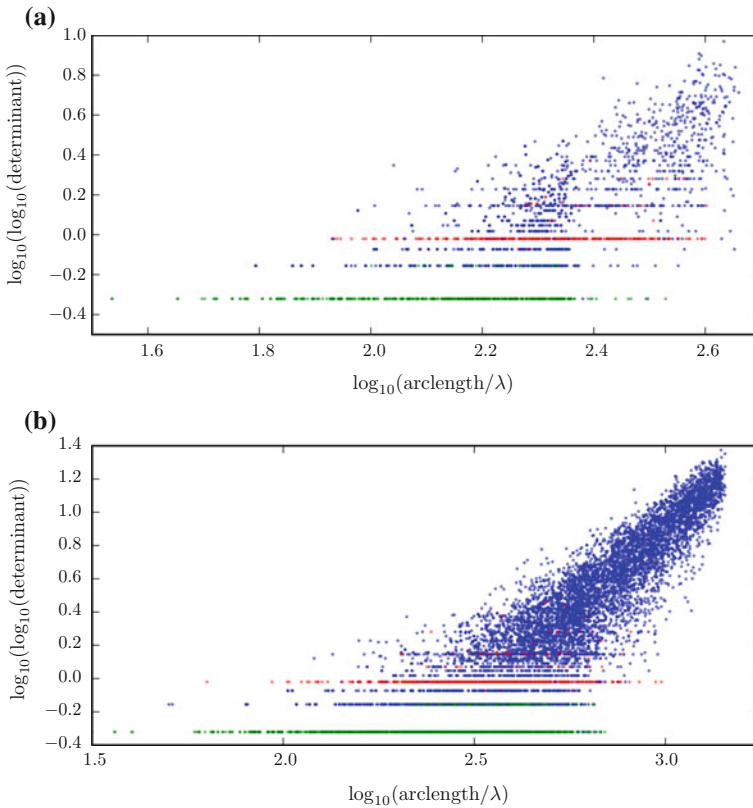 (a)
1.0
0.8
0.6
0.4
0.2
0.0
−0.2
−0.4
log₁₀(log₁₀(determinant))
1.6 1.8 2.0 2.2 2.4 2.6
log₁₀(arclength/λ)
(b)
1.4
1.2
1.0
0.8
0.6
0.4
0.2
0.0
−0.2
−0.4
log₁₀(log₁₀(determinant))
1.5 2.0 2.5 3.0
log₁₀(arclength/λ)